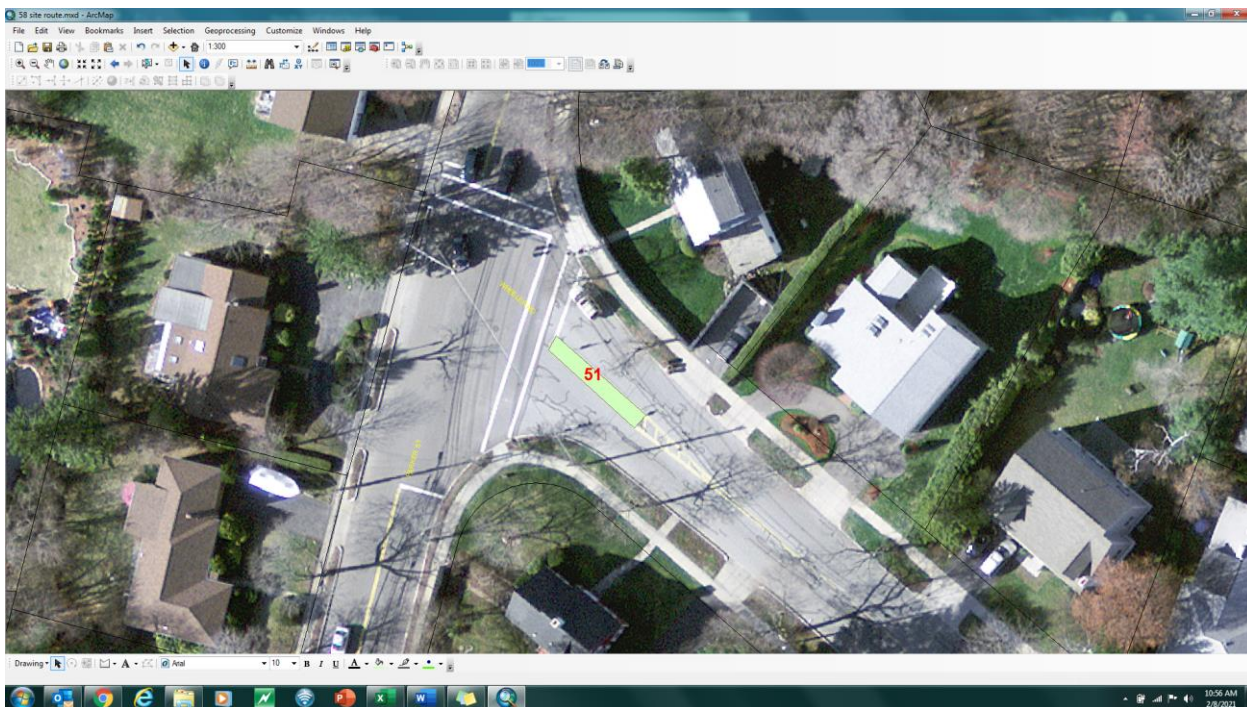 58 site route.mxd - ArcMap
File Edit View Bookmarks Insert Selection Geoprocessing Customize Windows Help
1:300
51
Drawing Arial 10 B I U A
10:56 AM
2/8/2021